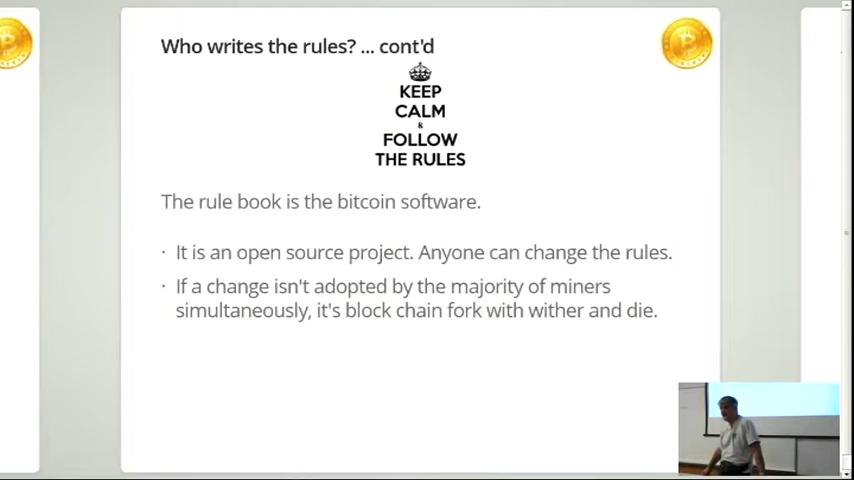 Who writes the rules? ... cont'd
KEEP
CALM
&
FOLLOW
THE RULES
The rule book is the bitcoin software.
· It is an open source project. Anyone can change the rules.
· If a change isn't adopted by the majority of miners
simultaneously, it's block chain fork with wither and die.